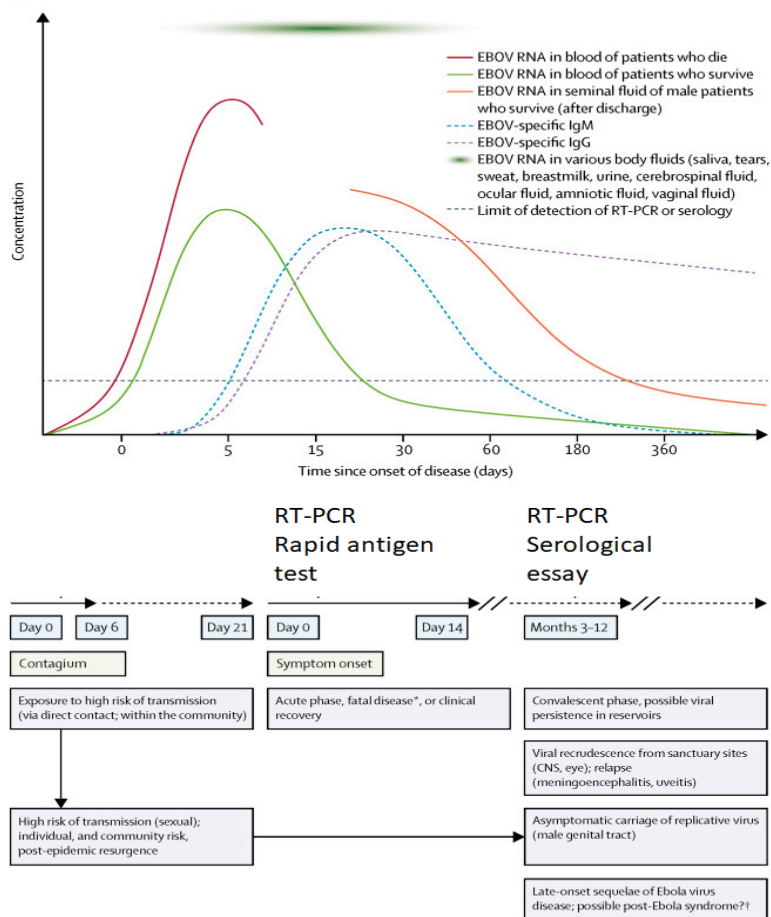 EBOV RNA in blood of patients who die
EBOV RNA in blood of patients who survive
EBOV RNA in seminal fluid of male patients
who survive (after discharge)
EBOV-specific IgM
EBOV-specific IgG
EBOV RNA in various body fluids (saliva, tears,
sweat, breastmilk, urine, cerebrospinal fluid,
ocular fluid, amniotic fluid, vaginal fluid)
Limit of detection of RT-PCR or serology
Concentration
0 5 15 30 60 180 360
Time since onset of disease (days)
RT-PCR
Rapid antigen
test
RT-PCR
Serological
essay
Day 0 Day 6 Day 21 Day 0 Day 14 Months 3–12
Contagium
Symptom onset
Exposure to high risk of transmission
(via direct contact; within the community)
Acute phase, fatal disease*, or clinical
recovery
Convalescent phase, possible viral
persistence in reservoirs
Viral recrudescence from sanctuary sites
(CNS, eye); relapse
(meningoencephalitis, uveitis)
High risk of transmission (sexual);
individual, and community risk,
post-epidemic resurgence
Asymptomatic carriage of replicative virus
(male genital tract)
Late-onset sequelae of Ebola virus
disease; possible post-Ebola syndrome?†